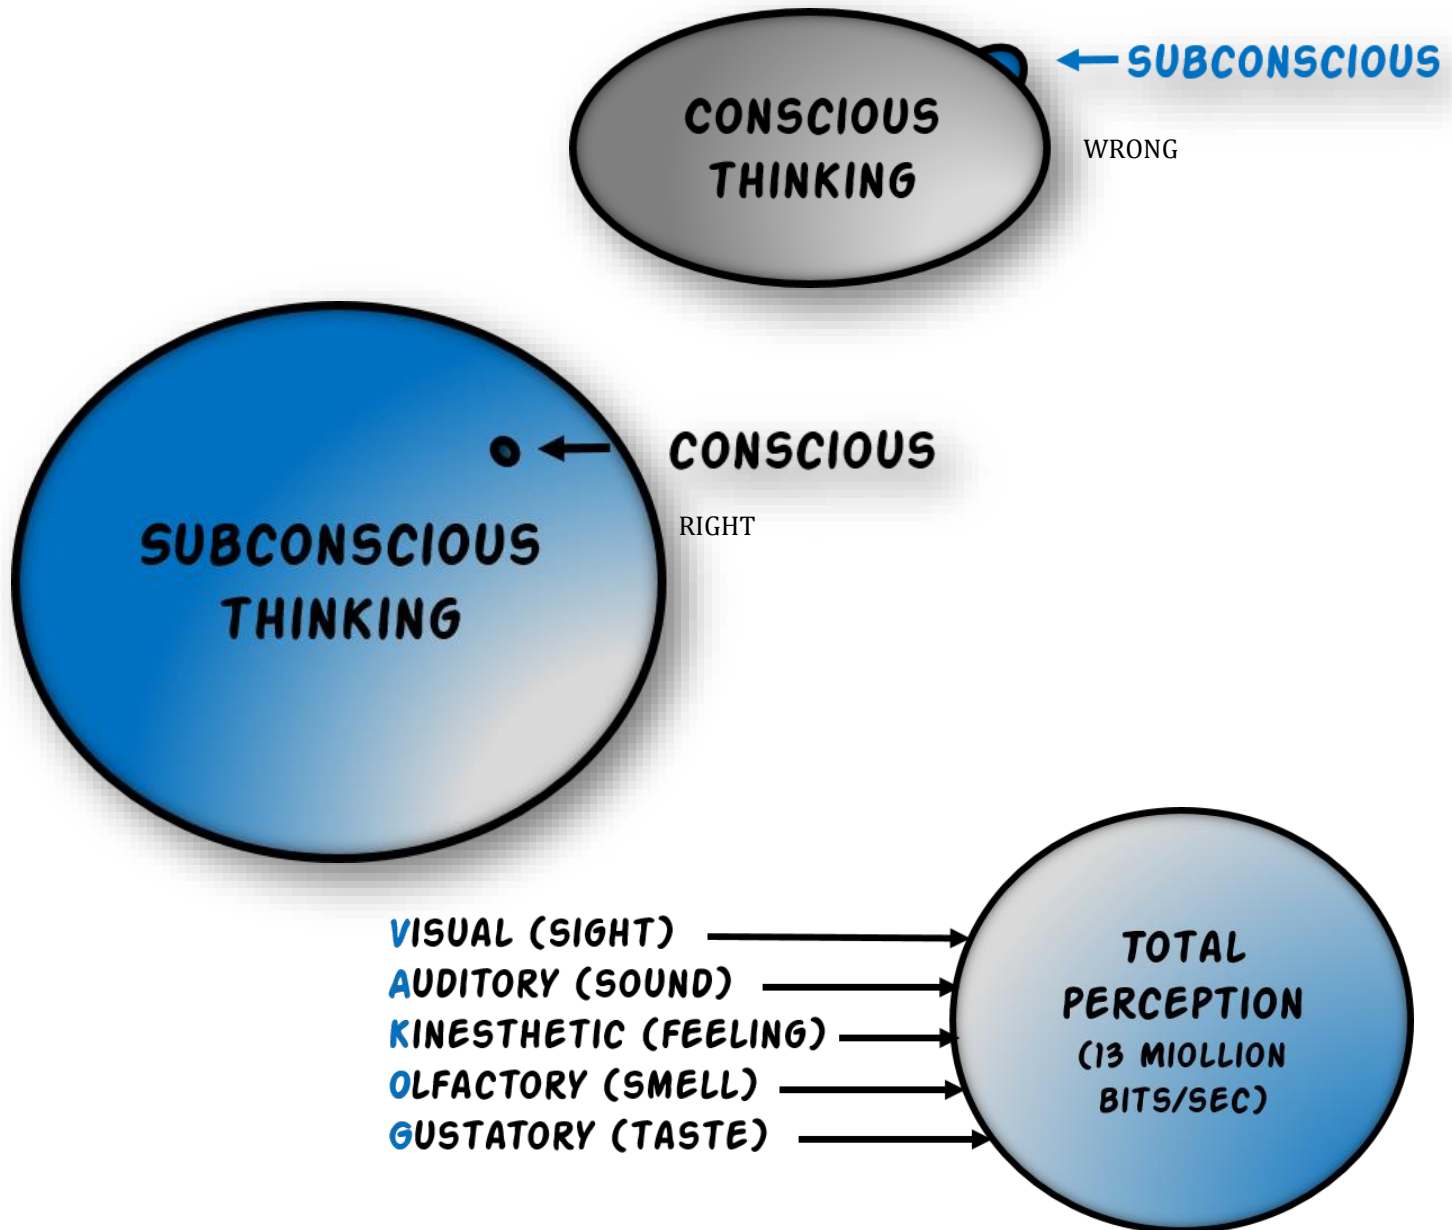 SUBCONSCIOUS
CONSCIOUS
THINKING
WRONG
CONSCIOUS
RIGHT
SUBCONSCIOUS
THINKING
VISUAL (SIGHT)
AUDITORY (SOUND)
KINESTHETIC (FEELING)
OLFACTORY (SMELL)
GUSTATORY (TASTE)
TOTAL
PERCEPTION
(13 MIOLLION
BITS/SEC)